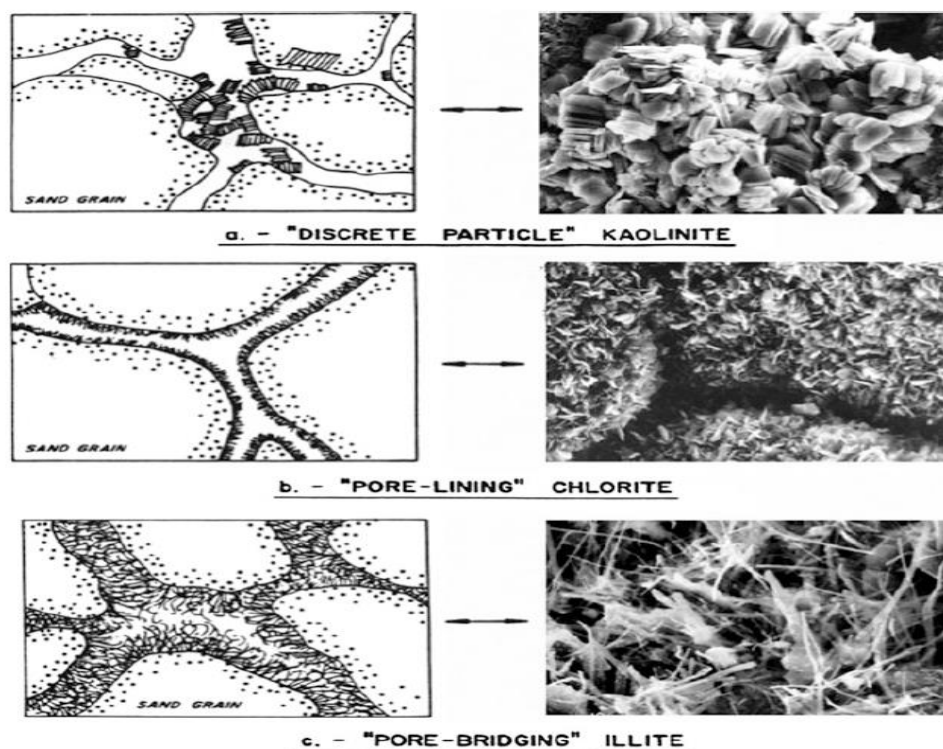 SAND GRAIN
a. - "DISCRETE PARTICLE" KAOLINITE
SAND GRAIN
b. - "PORE-LINING" CHLORITE
SAND GRAIN
c. - "PORE-BRIDGING" ILLITE